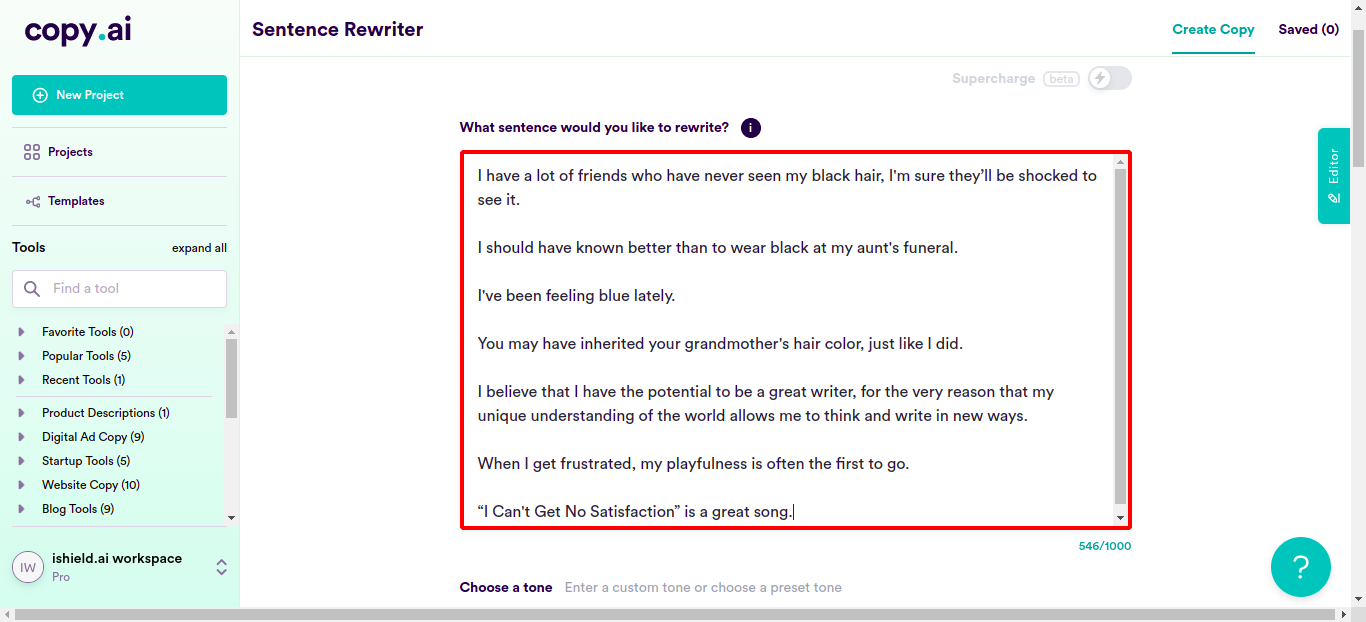 copy.ai
Sentence Rewriter
Create Copy
Saved (0)
New Project
Projects
Templates
Tools
expand all
Find a tool
Favorite Tools (0)
Popular Tools (5)
Recent Tools (1)
Product Descriptions (1)
Digital Ad Copy (9)
Startup Tools (5)
Website Copy (10)
Blog Tools (9)
IW
ishield.ai workspace
Pro
Supercharge beta
What sentence would you like to rewrite? i
I have a lot of friends who have never seen my black hair, I'm sure they’ll be shocked to
see it.
I should have known better than to wear black at my aunt's funeral.
I've been feeling blue lately.
You may have inherited your grandmother's hair color, just like I did.
I believe that I have the potential to be a great writer, for the very reason that my
unique understanding of the world allows me to think and write in new ways.
When I get frustrated, my playfulness is often the first to go.
“I Can't Get No Satisfaction” is a great song.
546/1000
Choose a tone Enter a custom tone or choose a preset tone
Editor
?